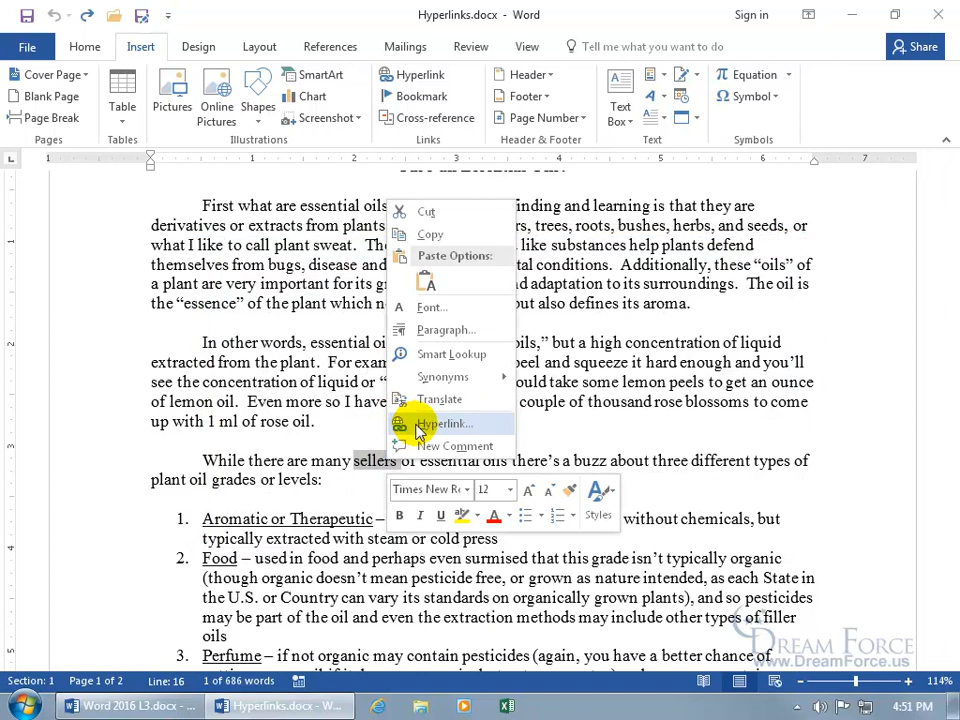 Hyperlinks.docx - Word
Sign in
File Home Insert Design Layout References Mailings Review View Tell me what you want to do Share
Cover Page
Blank Page
Page Break
Pages
Table
Tables
Pictures
Online Pictures
Shapes
SmartArt
Chart
Screenshot
Illustrations
Hyperlink
Bookmark
Cross-reference
Links
Header
Footer
Page Number
Header & Footer
Text Box
Text
Equation
Symbol
Symbols
1 1 2 3 4 5 6 7
First what are essential oils finding and learning is that they are
derivatives or extracts from plants rs, trees, roots, bushes, herbs, and seeds, or
what I like to call plant sweat. The like substances help plants defend
themselves from bugs, disease and tal conditions. Additionally, these “oils” of
a plant are very important for its gr and adaptation to its surroundings. The oil is
the “essence” of the plant which n but also defines its aroma.
In other words, essential oi oils,” but a high concentration of liquid
extracted from the plant. For exam peel and squeeze it hard enough and you’ll
see the concentration of liquid or “ ould take some lemon peels to get an ounce
of lemon oil. Even more so I have couple of thousand rose blossoms to come
up with 1 ml of rose oil.
While there are many sellers of essential oils there’s a buzz about three different types of
plant oil grades or levels:
1. Aromatic or Therapeutic – without chemicals, but
typically extracted with steam or cold press
2. Food – used in food and perhaps even surmised that this grade isn’t typically organic
(though organic doesn’t mean pesticide free, or grown as nature intended, as each State in
the U.S. or Country can vary its standards on organically grown plants), and so pesticides
may be part of the oil and even the extraction methods may include other types of filler
oils
3. Perfume – if not organic may contain pesticides (again, you have a better chance of
Cut
Copy
Paste Options:
A
Font...
Paragraph...
Smart Lookup
Synonyms
Translate
Hyperlink...
New Comment
Times New Ro 12
B I U A Styles
1
2
3
4
5
DREAM FORCE
www.DreamForce.us
Section: 1 Page 1 of 2 Line: 16 1 of 686 words 114%
Word 2016 L3.docx - ... Hyperlinks.docx - W... 4:51 PM